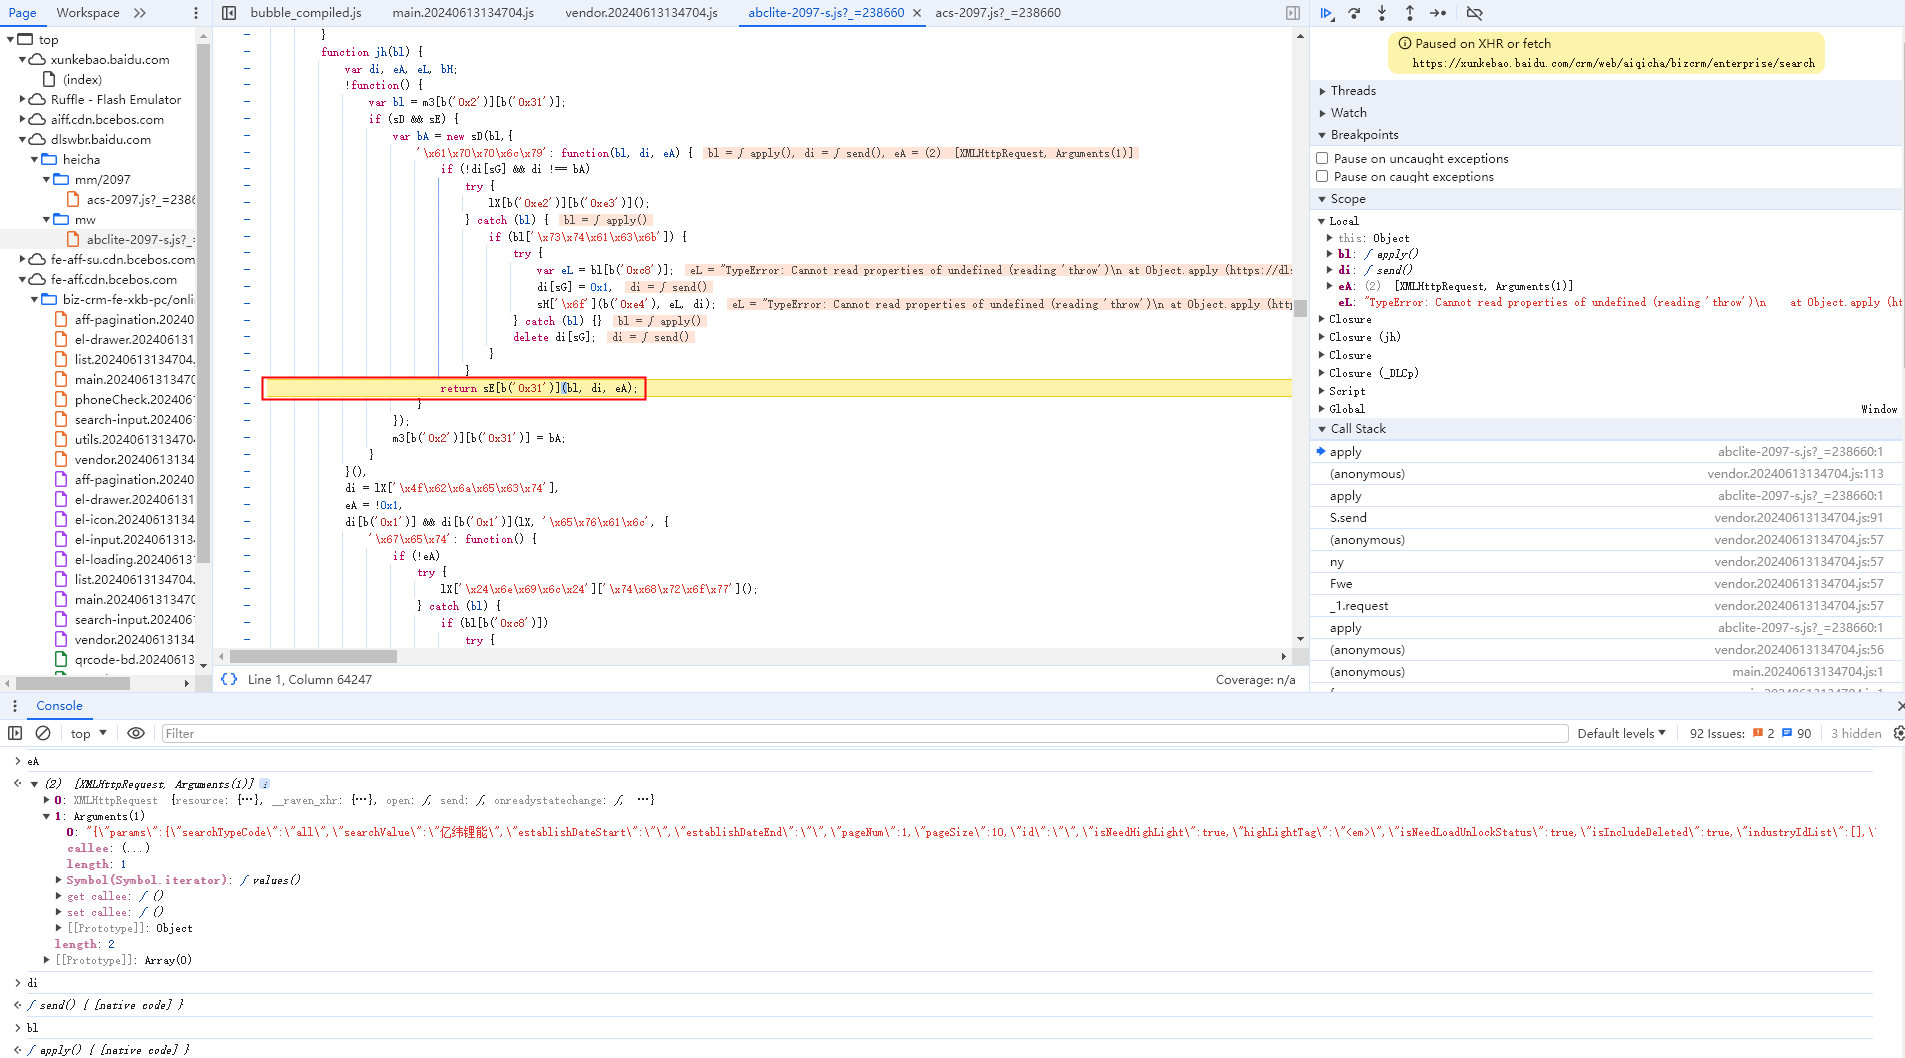 Page Workspace »
bubble_compiled.js main.20240613134704.js vendor.20240613134704.js abclite-2097-s.js?_=238660 × acs-2097.js?_=238660
top
xunkebao.baidu.com
(index)
Ruffle - Flash Emulator
aiff.cdn.bcebos.com
dlswbr.baidu.com
heicha
mm/2097
acs-2097.js?_=2386
mw
abclite-2097-s.js?_=
fe-aff-su.cdn.bcebos.com
fe-aff.cdn.bcebos.com
biz-crm-fe-xkb-pc/onlin
aff-pagination.20240
el-drawer.202406131
list.20240613134704.
main.2024061313470
phoneCheck.202406
search-input.202406
utils.2024061313470
vendor.20240613134
aff-pagination.20240
el-drawer.202406131
el-icon.20240613134
el-input.2024061313
el-loading.20240613
list.20240613134704.
main.2024061313470
search-input.202406
vendor.20240613134
qrcode-bd.20240613
}
function jh(bl) {
var di, eA, eL, bH;
!function() {
var bl = m3[b('0x2')][b('0x31')];
if (sD && sE) {
var bA = new sD(bl,{
'\x61\x70\x70\x6c\x79': function(bl, di, eA) { bl = ƒ apply(), di = ƒ send(), eA = (2) [XMLHttpRequest, Arguments(1)]
if (!di[sG] && di !== bA)
try {
lX[b('0xe2')][b('0xe3')]();
} catch (bl) { bl = ƒ apply()
if (bl['\x73\x74\x61\x63\x6b']) {
try {
var eL = bl[b('0xc8')]; eL = "TypeError: Cannot read properties of undefined (reading 'throw')\n at Object.apply (https://dls
di[sG] = 0x1, di = ƒ send()
sH['\x6f'](b('0xe4'), eL, di); eL = "TypeError: Cannot read properties of undefined (reading 'throw')\n at Object.apply (htt
} catch (bl) {} bl = ƒ apply()
delete di[sG]; di = ƒ send()
}
}
return sE[b('0x31')](bl, di, eA);
}
});
m3[b('0x2')][b('0x31')] = bA;
}
}(),
di = lX['\x4f\x62\x6a\x65\x63\x74'],
eA = !0x1,
di[b('0x1')] && di[b('0x1')](lX, '\x65\x76\x61\x6c', {
'\x67\x65\x74': function() {
if (!eA)
try {
lX['\x24\x6e\x69\x6c\x24']['\x74\x68\x72\x6f\x77']();
} catch (bl) {
if (bl[b('0xc8')])
try {
{} Line 1, Column 64247 Coverage: n/a
Paused on XHR or fetch
https://xunkebao.baidu.com/crm/web/aiqicha/bizcrm/enterprise/search
Threads
Watch
Breakpoints
Pause on uncaught exceptions
Pause on caught exceptions
Scope
Local
this: Object
bl: ƒ apply()
di: ƒ send()
eA: (2) [XMLHttpRequest, Arguments(1)]
eL: "TypeError: Cannot read properties of undefined (reading 'throw')\n at Object.apply (ht
Closure
Closure (jh)
Closure
Closure (_DLCp)
Script
Global Window
Call Stack
apply abclite-2097-s.js?_=238660:1
(anonymous) vendor.20240613134704.js:113
apply abclite-2097-s.js?_=238660:1
S.send vendor.20240613134704.js:91
(anonymous) vendor.20240613134704.js:57
ny vendor.20240613134704.js:57
Fwe vendor.20240613134704.js:57
_1.request vendor.20240613134704.js:57
apply abclite-2097-s.js?_=238660:1
(anonymous) vendor.20240613134704.js:56
(anonymous) main.20240613134704.js:1
Console
top Filter Default levels 92 Issues: 2 90 3 hidden
> eA
(2) [XMLHttpRequest, Arguments(1)] i
0: XMLHttpRequest {resource: {…}, __raven_xhr: {…}, open: ƒ, send: ƒ, onreadystatechange: ƒ, …}
1: Arguments(1)
0: "{\"params\":{\"searchTypeCode\":\"all\",\"searchValue\":\"亿纬锂能\",\"establishDateStart\":\"\",\"establishDateEnd\":\"\",\"pageNum\":1,\"pageSize\":10,\"id\":\"\",\"isNeedHighLight\":true,\"highLightTag\":\"<em>\",\"isNeedLoadUnlockStatus\":true,\"isIncludeDeleted\":true,\"industryIdList\":[],\"
callee: (...)
length: 1
Symbol(Symbol.iterator): ƒ values()
get callee: ƒ ()
set callee: ƒ ()
[[Prototype]]: Object
length: 2
[[Prototype]]: Array(0)
> di
ƒ send() { [native code] }
> bl
ƒ apply() { [native code] }